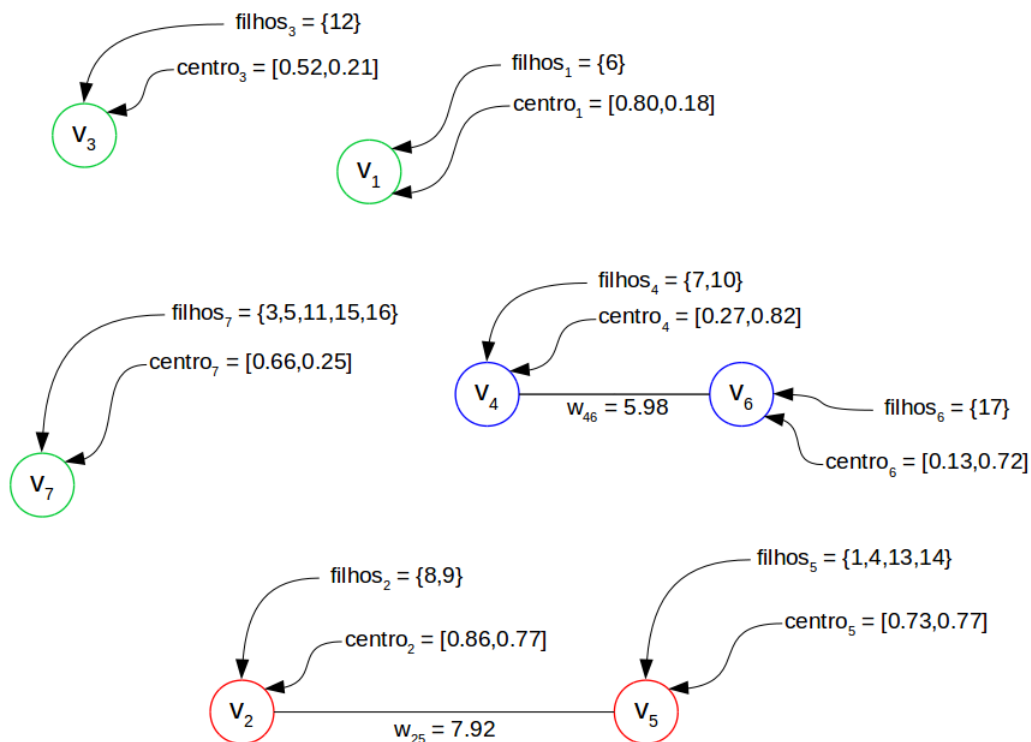 filhos₃ = {12}
centro₃ = [0.52,0.21]
v₃
filhos₁ = {6}
centro₁ = [0.80,0.18]
v₁
filhos₄ = {7,10}
centro₄ = [0.27,0.82]
filhos₇ = {3,5,11,15,16}
centro₇ = [0.66,0.25]
v₄
w₄₆ = 5.98
v₆
filhos₆ = {17}
centro₆ = [0.13,0.72]
v₇
filhos₂ = {8,9}
centro₂ = [0.86,0.77]
filhos₅ = {1,4,13,14}
centro₅ = [0.73,0.77]
v₂
w₂₅ = 7.92
v₅